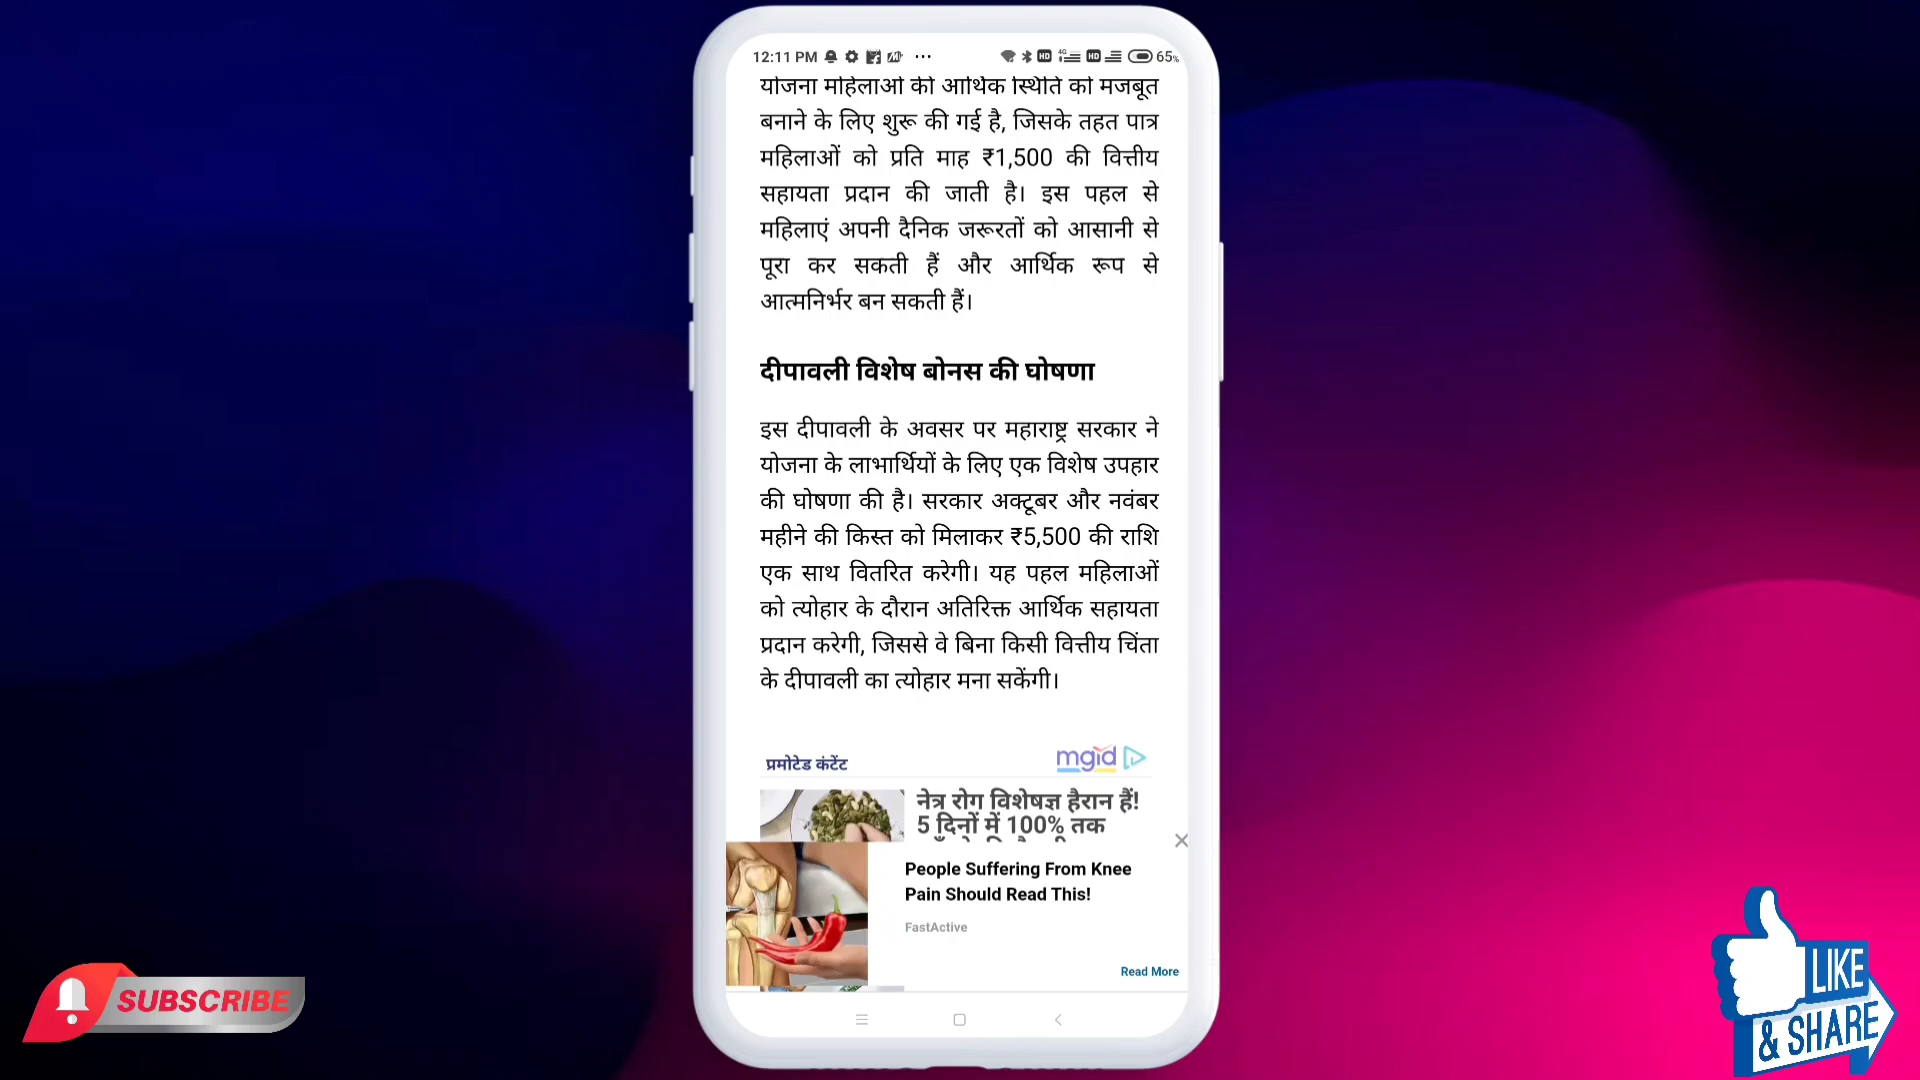 12:11 PM
65%
योजना महिलाओं की आर्थिक स्थिति को मजबूत
बनाने के लिए शुरू की गई है, जिसके तहत पात्र
महिलाओं को प्रति माह ₹1,500 की वित्तीय
सहायता प्रदान की जाती है। इस पहल से
महिलाएं अपनी दैनिक जरूरतों को आसानी से
पूरा कर सकती हैं और आर्थिक रूप से
आत्मनिर्भर बन सकती हैं।
दीपावली विशेष बोनस की घोषणा
इस दीपावली के अवसर पर महाराष्ट्र सरकार ने
योजना के लाभार्थियों के लिए एक विशेष उपहार
की घोषणा की है। सरकार अक्टूबर और नवंबर
महीने की किस्त को मिलाकर ₹5,500 की राशि
एक साथ वितरित करेगी। यह पहल महिलाओं
को त्योहार के दौरान अतिरिक्त आर्थिक सहायता
प्रदान करेगी, जिससे वे बिना किसी वित्तीय चिंता
के दीपावली का त्योहार मना सकेंगी।
प्रमोटेड कंटेंट
mgid
नेत्र रोग विशेषज्ञ हैरान हैं!
5 दिनों में 100% तक
People Suffering From Knee
Pain Should Read This!
FastActive
Read More
SUBSCRIBE
LIKE
& SHARE